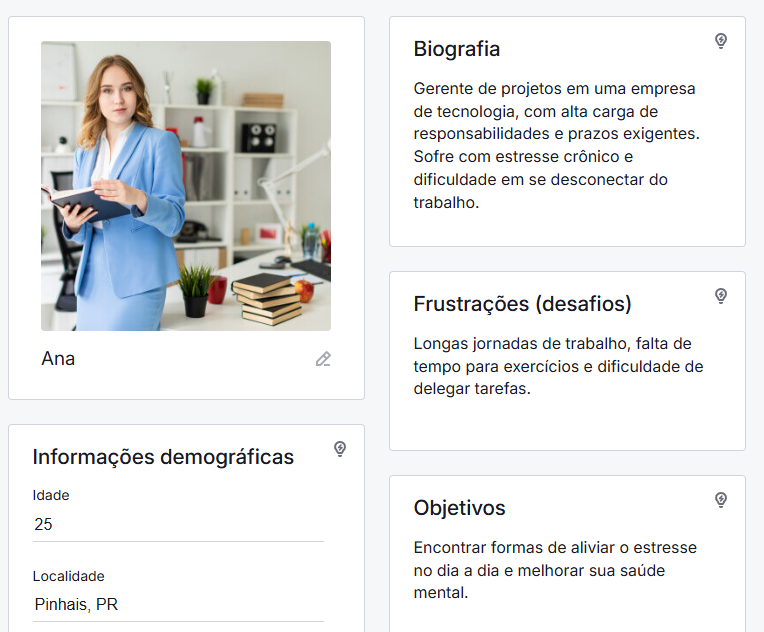 Ana
Informações demográficas
Idade
25
Localidade
Pinhais, PR
Biografia
Gerente de projetos em uma empresa
de tecnologia, com alta carga de
responsabilidades e prazos exigentes.
Sofre com estresse crônico e
dificuldade em se desconectar do
trabalho.
Frustrações (desafios)
Longas jornadas de trabalho, falta de
tempo para exercícios e dificuldade de
delegar tarefas.
Objetivos
Encontrar formas de aliviar o estresse
no dia a dia e melhorar sua saúde
mental.